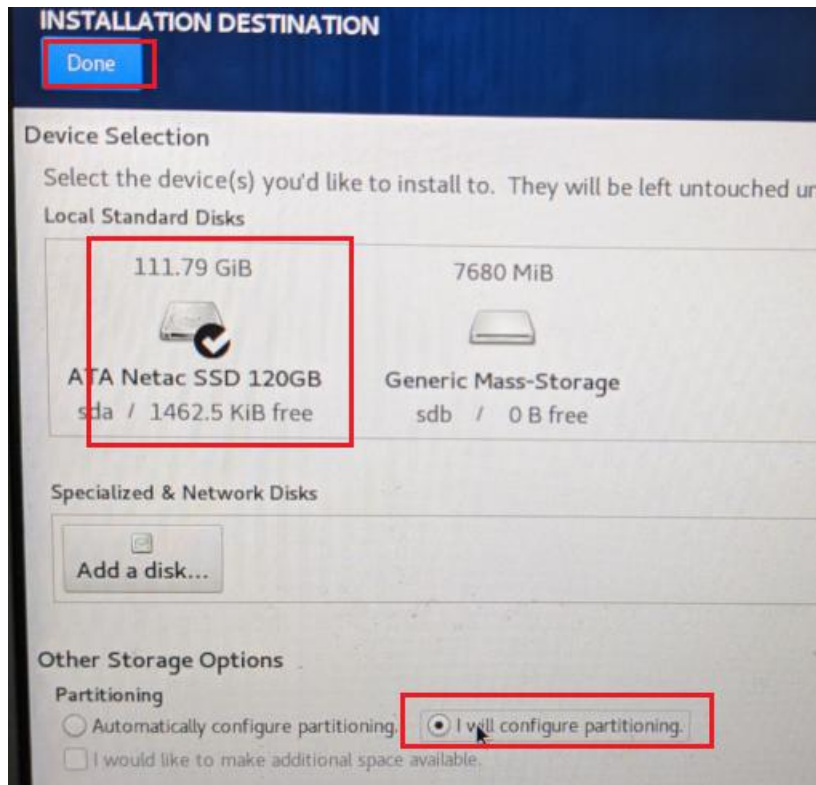 INSTALLATION DESTINATION
Done
Device Selection
Select the device(s) you'd like to install to. They will be left untouched
Local Standard Disks
111.79 GiB
7680 MiB
ATA Netac SSD 120GB
Generic Mass-Storage
sda / 1462.5 KiB free
sdb / 0 B free
Specialized & Network Disks
Add a disk...
Other Storage Options
Partitioning
Automatically configure partitioning. I will configure partitioning.
I would like to make additional space available.